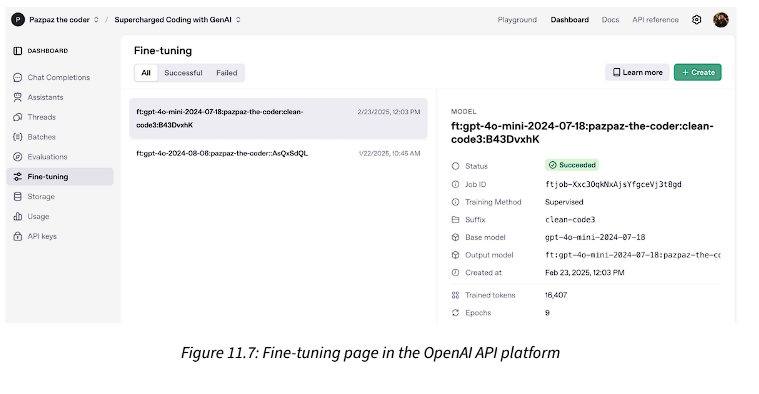 P Pazpaz the coder / Supercharged Coding with GenAI
Playground Dashboard Docs API reference
DASHBOARD
Chat Completions
Assistants
Threads
Batches
Evaluations
Fine-tuning
Storage
Usage
API keys
Fine-tuning
All Successful Failed
Learn more + Create
ft:gpt-4o-mini-2024-07-18:pazpaz-the-coder:clean- 2/23/2025, 12:03 PM
code3:B43DvxhK
ft:gpt-4o-2024-08-06:pazpaz-the-coder::AsQxSdQL 1/22/2025, 10:45 AM
MODEL
ft:gpt-4o-mini-2024-07-18:pazpaz-the-coder:clean-
code3:B43DvxhK
Status Succeeded
Job ID ftjob-Xxc3OqkNxAjsYfgceVj3t8gd
Training Method Supervised
Suffix clean-code3
Base model gpt-4o-mini-2024-07-18
Output model ft:gpt-4o-mini-2024-07-18:pazpaz-the-cc
Created at Feb 23, 2025, 12:03 PM
Trained tokens 16,407
Epochs 9
Figure 11.7: Fine-tuning page in the OpenAI API platform